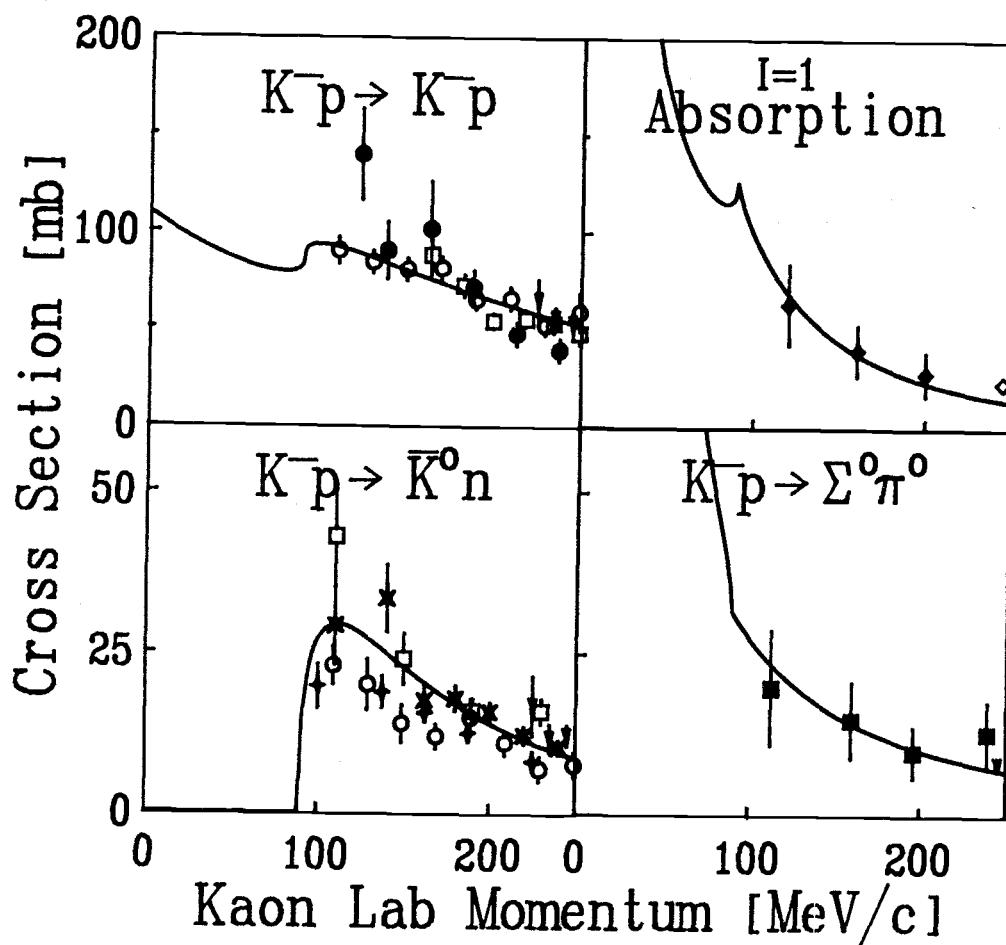 200
K⁻p→ K⁻p
I=1
Absorption
100
0
Cross Section [mb]
50
K⁻p→ K̅⁰n
K⁻p→ Σ⁰π⁰
25
0
0 100 200 0 100 200
Kaon Lab Momentum [MeV/c]